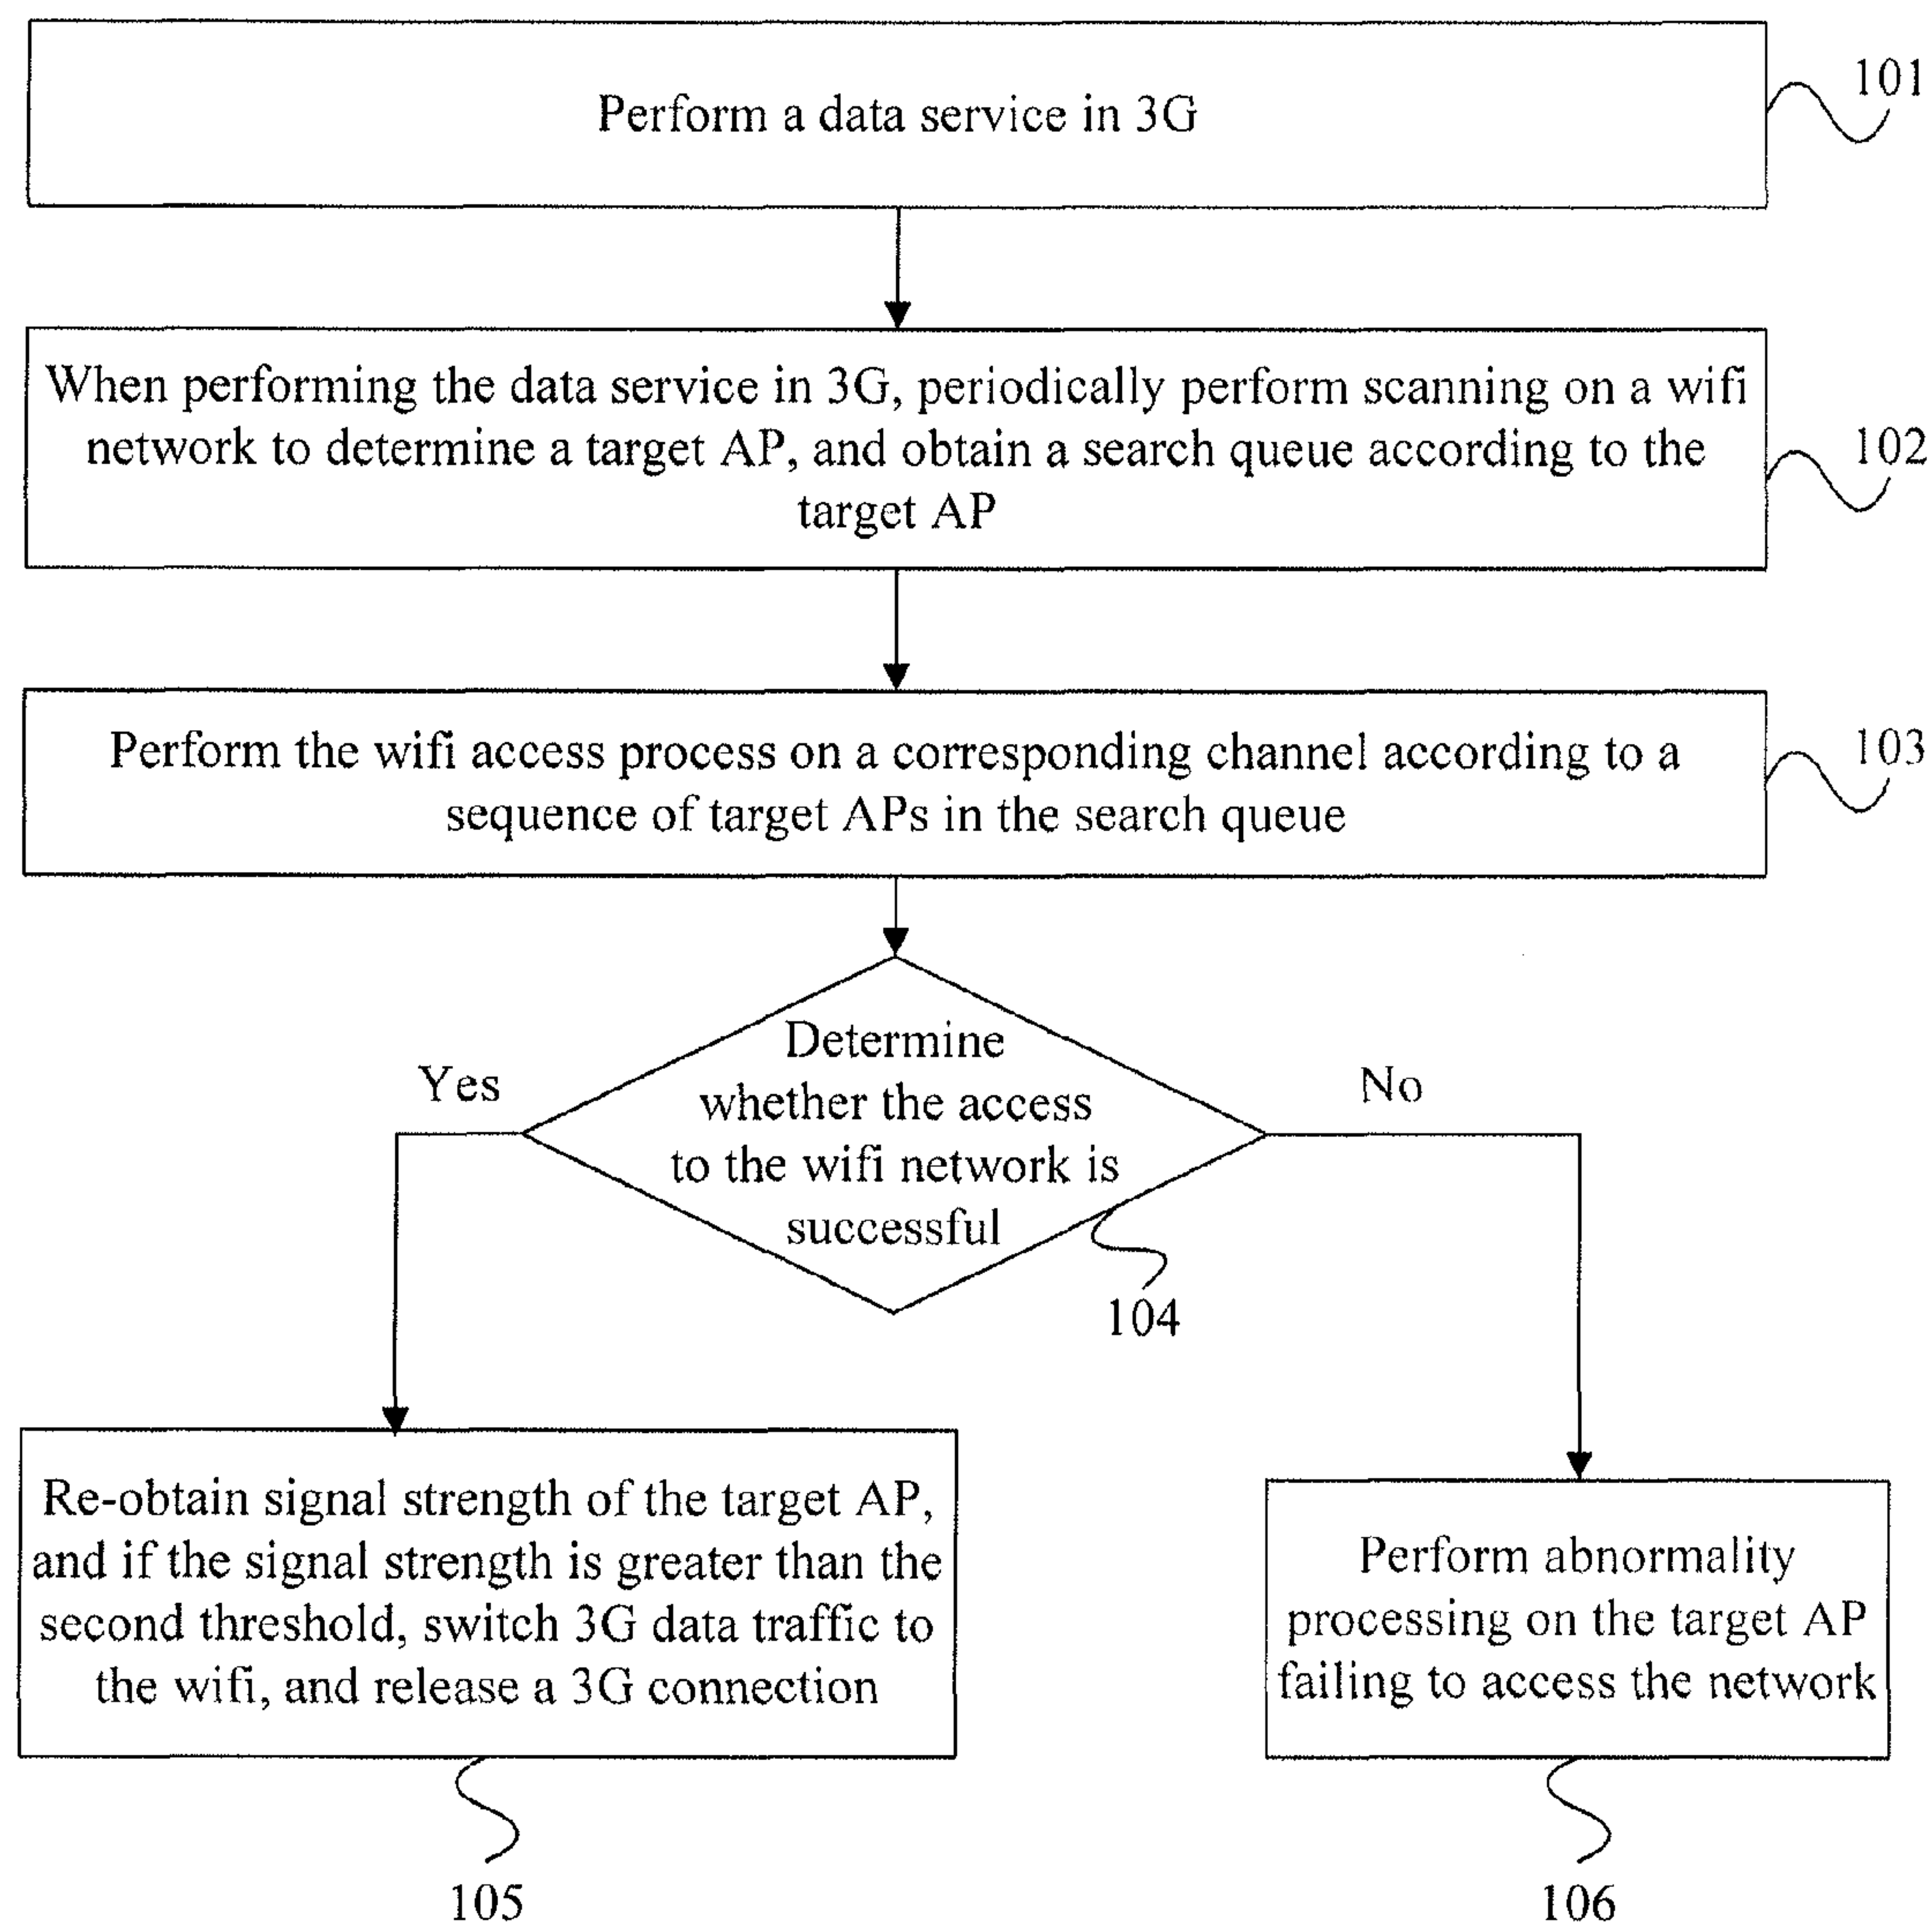 Perform a data service in 3G
101
When performing the data service in 3G, periodically perform scanning on a wifi
network to determine a target AP, and obtain a search queue according to the
target AP
102
Perform the wifi access process on a corresponding channel according to a
sequence of target APs in the search queue
103
Determine
whether the access
to the wifi network is
successful
Yes
No
104
Re-obtain signal strength of the target AP,
and if the signal strength is greater than the
second threshold, switch 3G data traffic to
the wifi, and release a 3G connection
Perform abnormality
processing on the target AP
failing to access the network
105
106